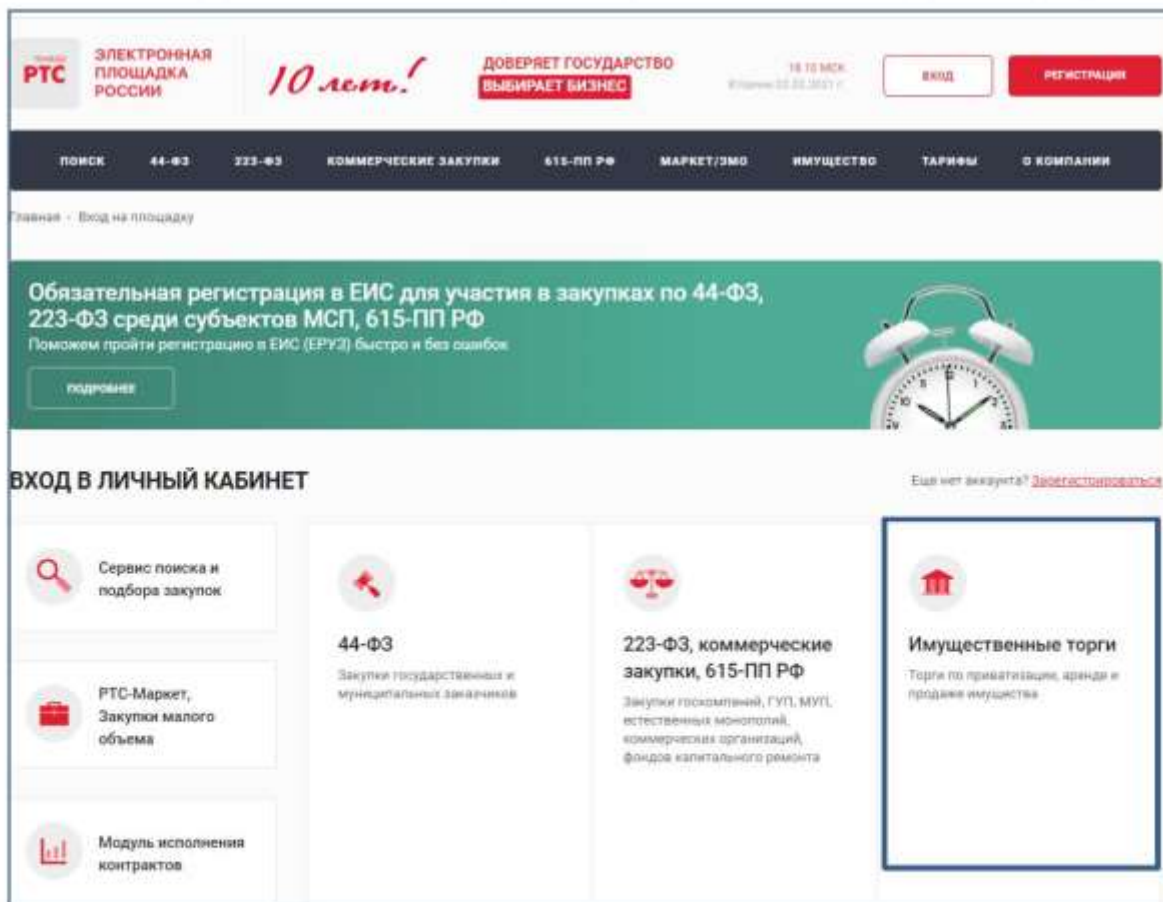 РТС
ЭЛЕКТРОННАЯ
ПЛОЩАДКА
РОССИИ
10 лет!
ДОВЕРЯЕТ ГОСУДАРСТВО
ВЫБИРАЕТ БИЗНЕС
ВХОД
РЕГИСТРАЦИЯ
ПОИСК 44-ФЗ 223-ФЗ КОММЕРЧЕСКИЕ ЗАКУПКИ 615-ПП РФ МАРКЕТ/ЗМО ИМУЩЕСТВО ТАРИФЫ О КОМПАНИИ
Главная - Вход на площадку
Обязательная регистрация в ЕИС для участия в закупках по 44-ФЗ,
223-ФЗ среди субъектов МСП, 615-ПП РФ
Поможем пройти регистрацию в ЕИС (ЕРУЗ) быстро и без ошибок
ПОДРОБНЕЕ
ВХОД В ЛИЧНЫЙ КАБИНЕТ
Еще нет аккаунта? Зарегистрироваться
Сервис поиска и
подбора закупок
РТС-Маркет,
Закупки малого
объема
Модуль исполнения
контрактов
44-ФЗ
Закупки государственных и
муниципальных заказчиков
223-ФЗ, коммерческие
закупки, 615-ПП РФ
Закупки госкомпаний, ГУП, МУП,
естественных монополий,
коммерческих организаций,
фондов капитального ремонта
Имущественные торги
Торги по приватизации, аренде и
продаже имущества